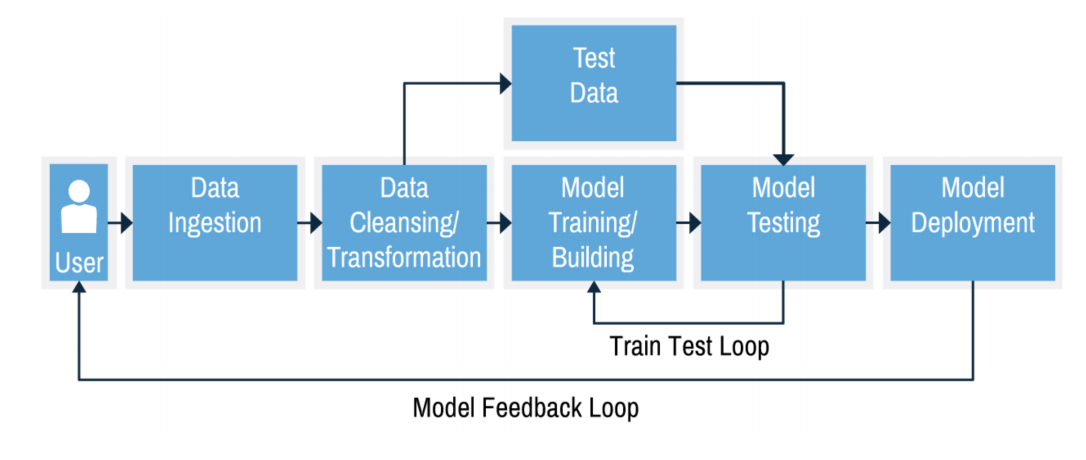 Test
Data
User
Data
Ingestion
Data
Cleansing/
Transformation
Model
Training/
Building
Model
Testing
Model
Deployment
Train Test Loop
Model Feedback Loop